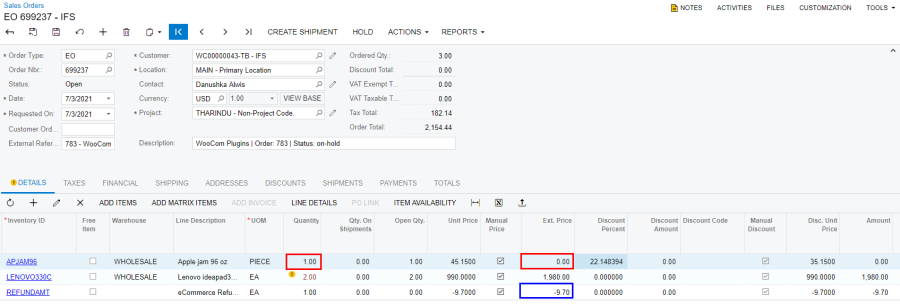 Sales Orders
EO 699237 - IFS
NOTES ACTIVITIES FILES CUSTOMIZATION TOOLS
CREATE SHIPMENT HOLD ACTIONS REPORTS
* Order Type: EO * Customer: WC00000043-TB - IFS Ordered Qty.: 3.00
Order Nbr.: 699237 * Location: MAIN - Primary Location Discount Total: 0.00
Status: Open Contact: Danushka Alwis VAT Exempt T... 0.00
* Date: 7/3/2021 Currency: USD 1.00 VIEW BASE VAT Taxable T... 0.00
* Requested On: 7/3/2021 * Project: THARINDU - Non-Project Code. Tax Total: 182.14
Customer Ord... Order Total: 2,154.44
External Refer... 783 - WooCom Description: WooCom Plugins | Order: 783 | Status: on-hold
DETAILS TAXES FINANCIAL SHIPPING ADDRESSES DISCOUNTS SHIPMENTS PAYMENTS TOTALS
ADD ITEMS ADD MATRIX ITEMS ADD INVOICE LINE DETAILS PO LINK ITEM AVAILABILITY
* Inventory ID Free Item Warehouse Line Description * UOM Quantity Qty. On Shipments Open Qty. Unit Price Manual Price Ext. Price Discount Percent Discount Amount Discount Code Manual Discount Disc. Unit Price Amount
APJAM96 WHOLESALE Apple jam 96 oz PIECE 1.00 0.00 1.00 45.1500 0.00 22.148394 0.00 35.1500 0.00
LENOVO330C WHOLESALE Lenovo ideapad3... EA 2.00 0.00 2.00 990.0000 1,980.00 0.000000 0.00 990.0000 1,980.00
REFUNDAMT eCommerce Refu... EA 1.00 0.00 1.00 -9.7000 -9.70 0.000000 0.00 -9.7000 -9.70